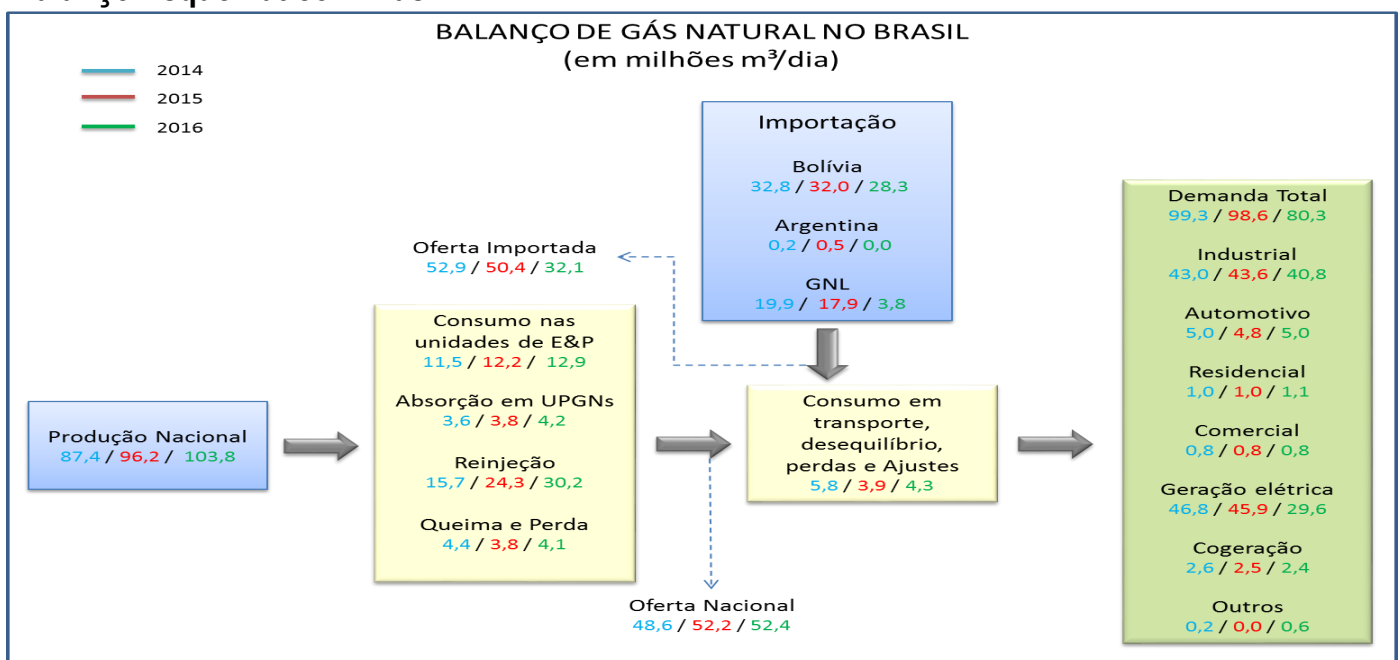 BALANÇO DE GÁS NATURAL NO BRASIL
(em milhões m³/dia)
2014
2015
2016
Importação
Bolívia
32,8 / 32,0 / 28,3
Argentina
0,2 / 0,5 / 0,0
GNL
19,9 / 17,9 / 3,8
Oferta Importada
52,9 / 50,4 / 32,1
Produção Nacional
87,4 / 96,2 / 103,8
Consumo nas
unidades de E&P
11,5 / 12,2 / 12,9
Absorção em UPGNs
3,6 / 3,8 / 4,2
Reinjeção
15,7 / 24,3 / 30,2
Queima e Perda
4,4 / 3,8 / 4,1
Oferta Nacional
48,6 / 52,2 / 52,4
Consumo em
transporte,
desequilíbrio,
perdas e Ajustes
5,8 / 3,9 / 4,3
Demanda Total
99,3 / 98,6 / 80,3
Industrial
43,0 / 43,6 / 40,8
Automotivo
5,0 / 4,8 / 5,0
Residencial
1,0 / 1,0 / 1,1
Comercial
0,8 / 0,8 / 0,8
Geração elétrica
46,8 / 45,9 / 29,6
Cogeração
2,6 / 2,5 / 2,4
Outros
0,2 / 0,0 / 0,6